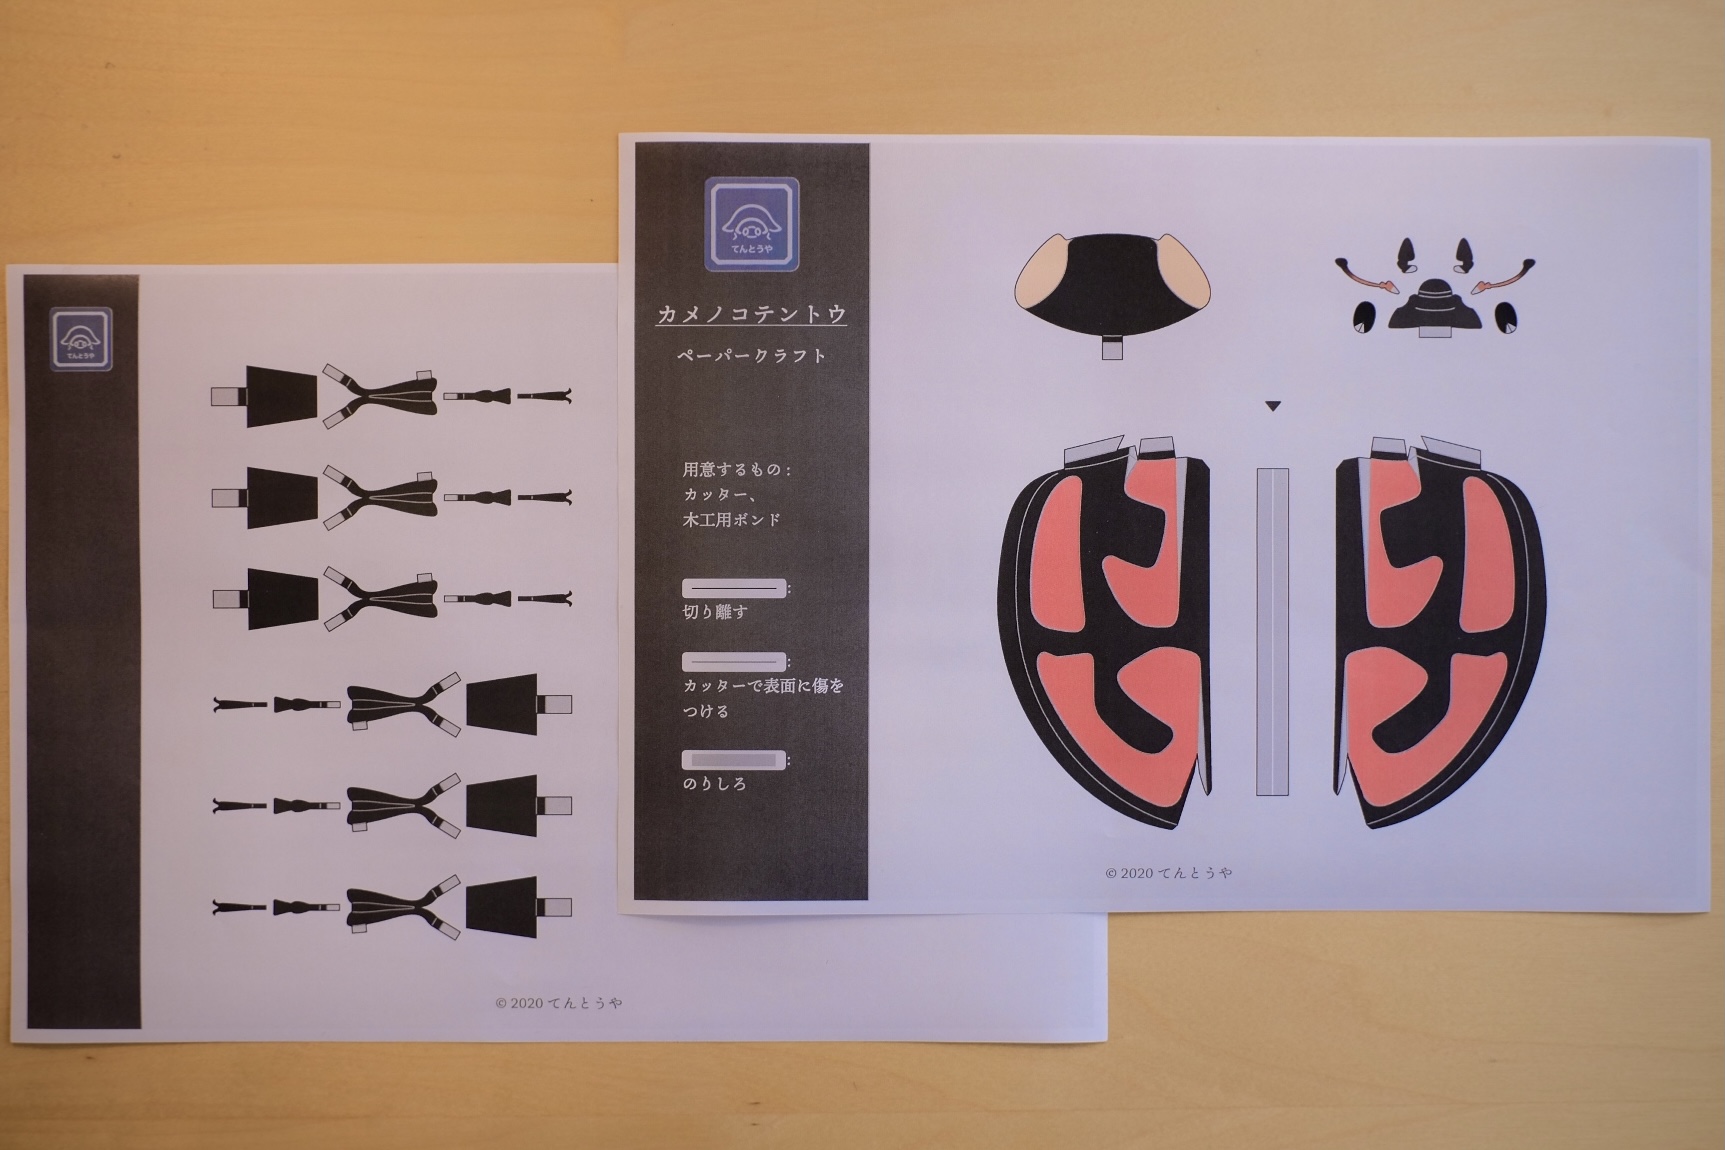 てんとうや
© 2020 てんとうや
てんとうや
カメノコテントウ
ペーパークラフト
用意するもの:
カッター、
木工用ボンド
:
切り離す
:
カッターで表面に傷を
つける
:
のりしろ
© 2020 てんとうや